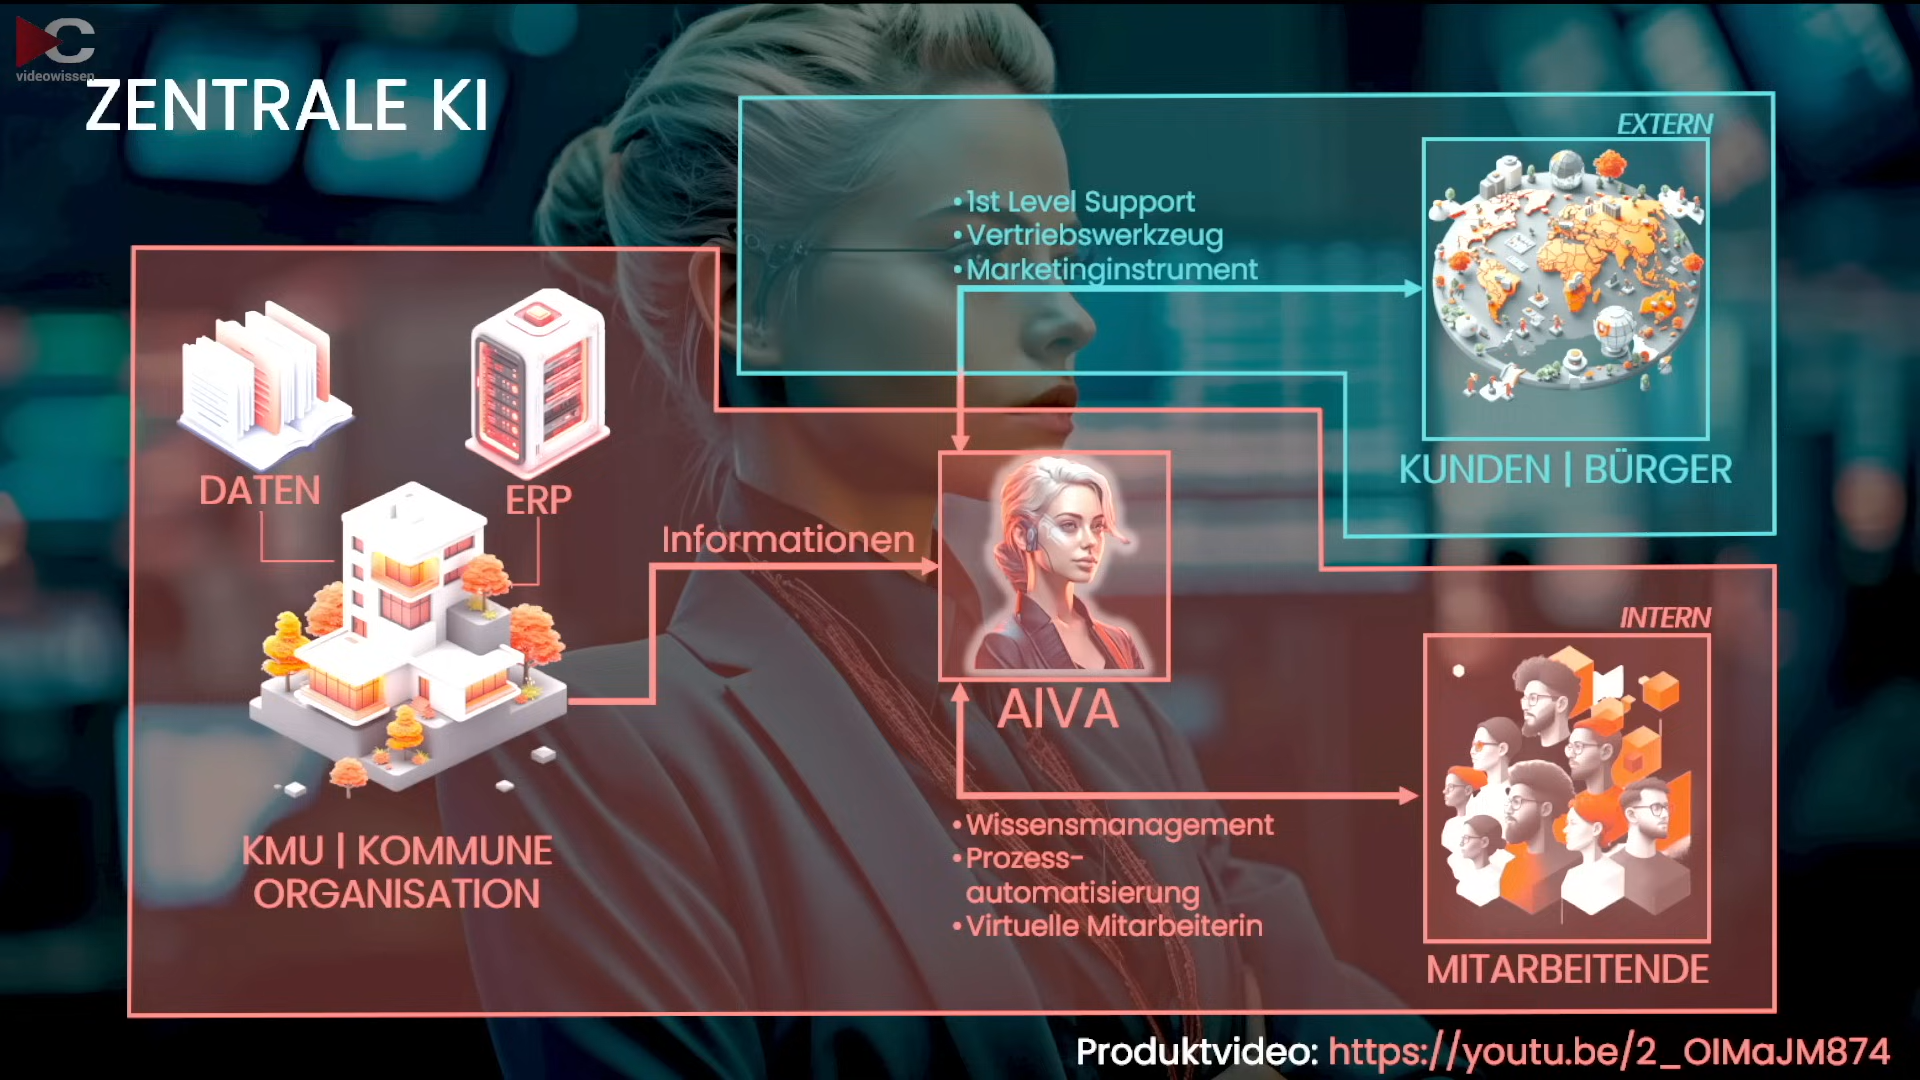 videowissen
ZENTRALE KI
EXTERN
• 1st Level Support
• Vertriebswerkzeug
• Marketinginstrument
KUNDEN | BÜRGER
DATEN
ERP
Informationen
AIVA
INTERN
KMU | KOMMUNE
ORGANISATION
• Wissensmanagement
• Prozess-
automatisierung
• Virtuelle Mitarbeiterin
MITARBEITENDE
Produktvideo: https://youtu.be/2_OIMaJM874